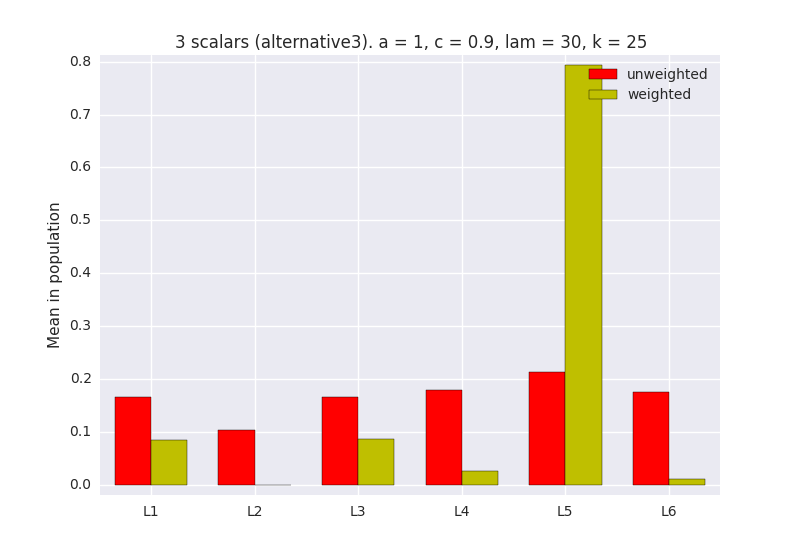 3 scalars (alternative3). a = 1, c = 0.9, lam = 30, k = 25
unweighted
weighted
Mean in population
0.8
0.7
0.6
0.5
0.4
0.3
0.2
0.1
0.0
L1 L2 L3 L4 L5 L6